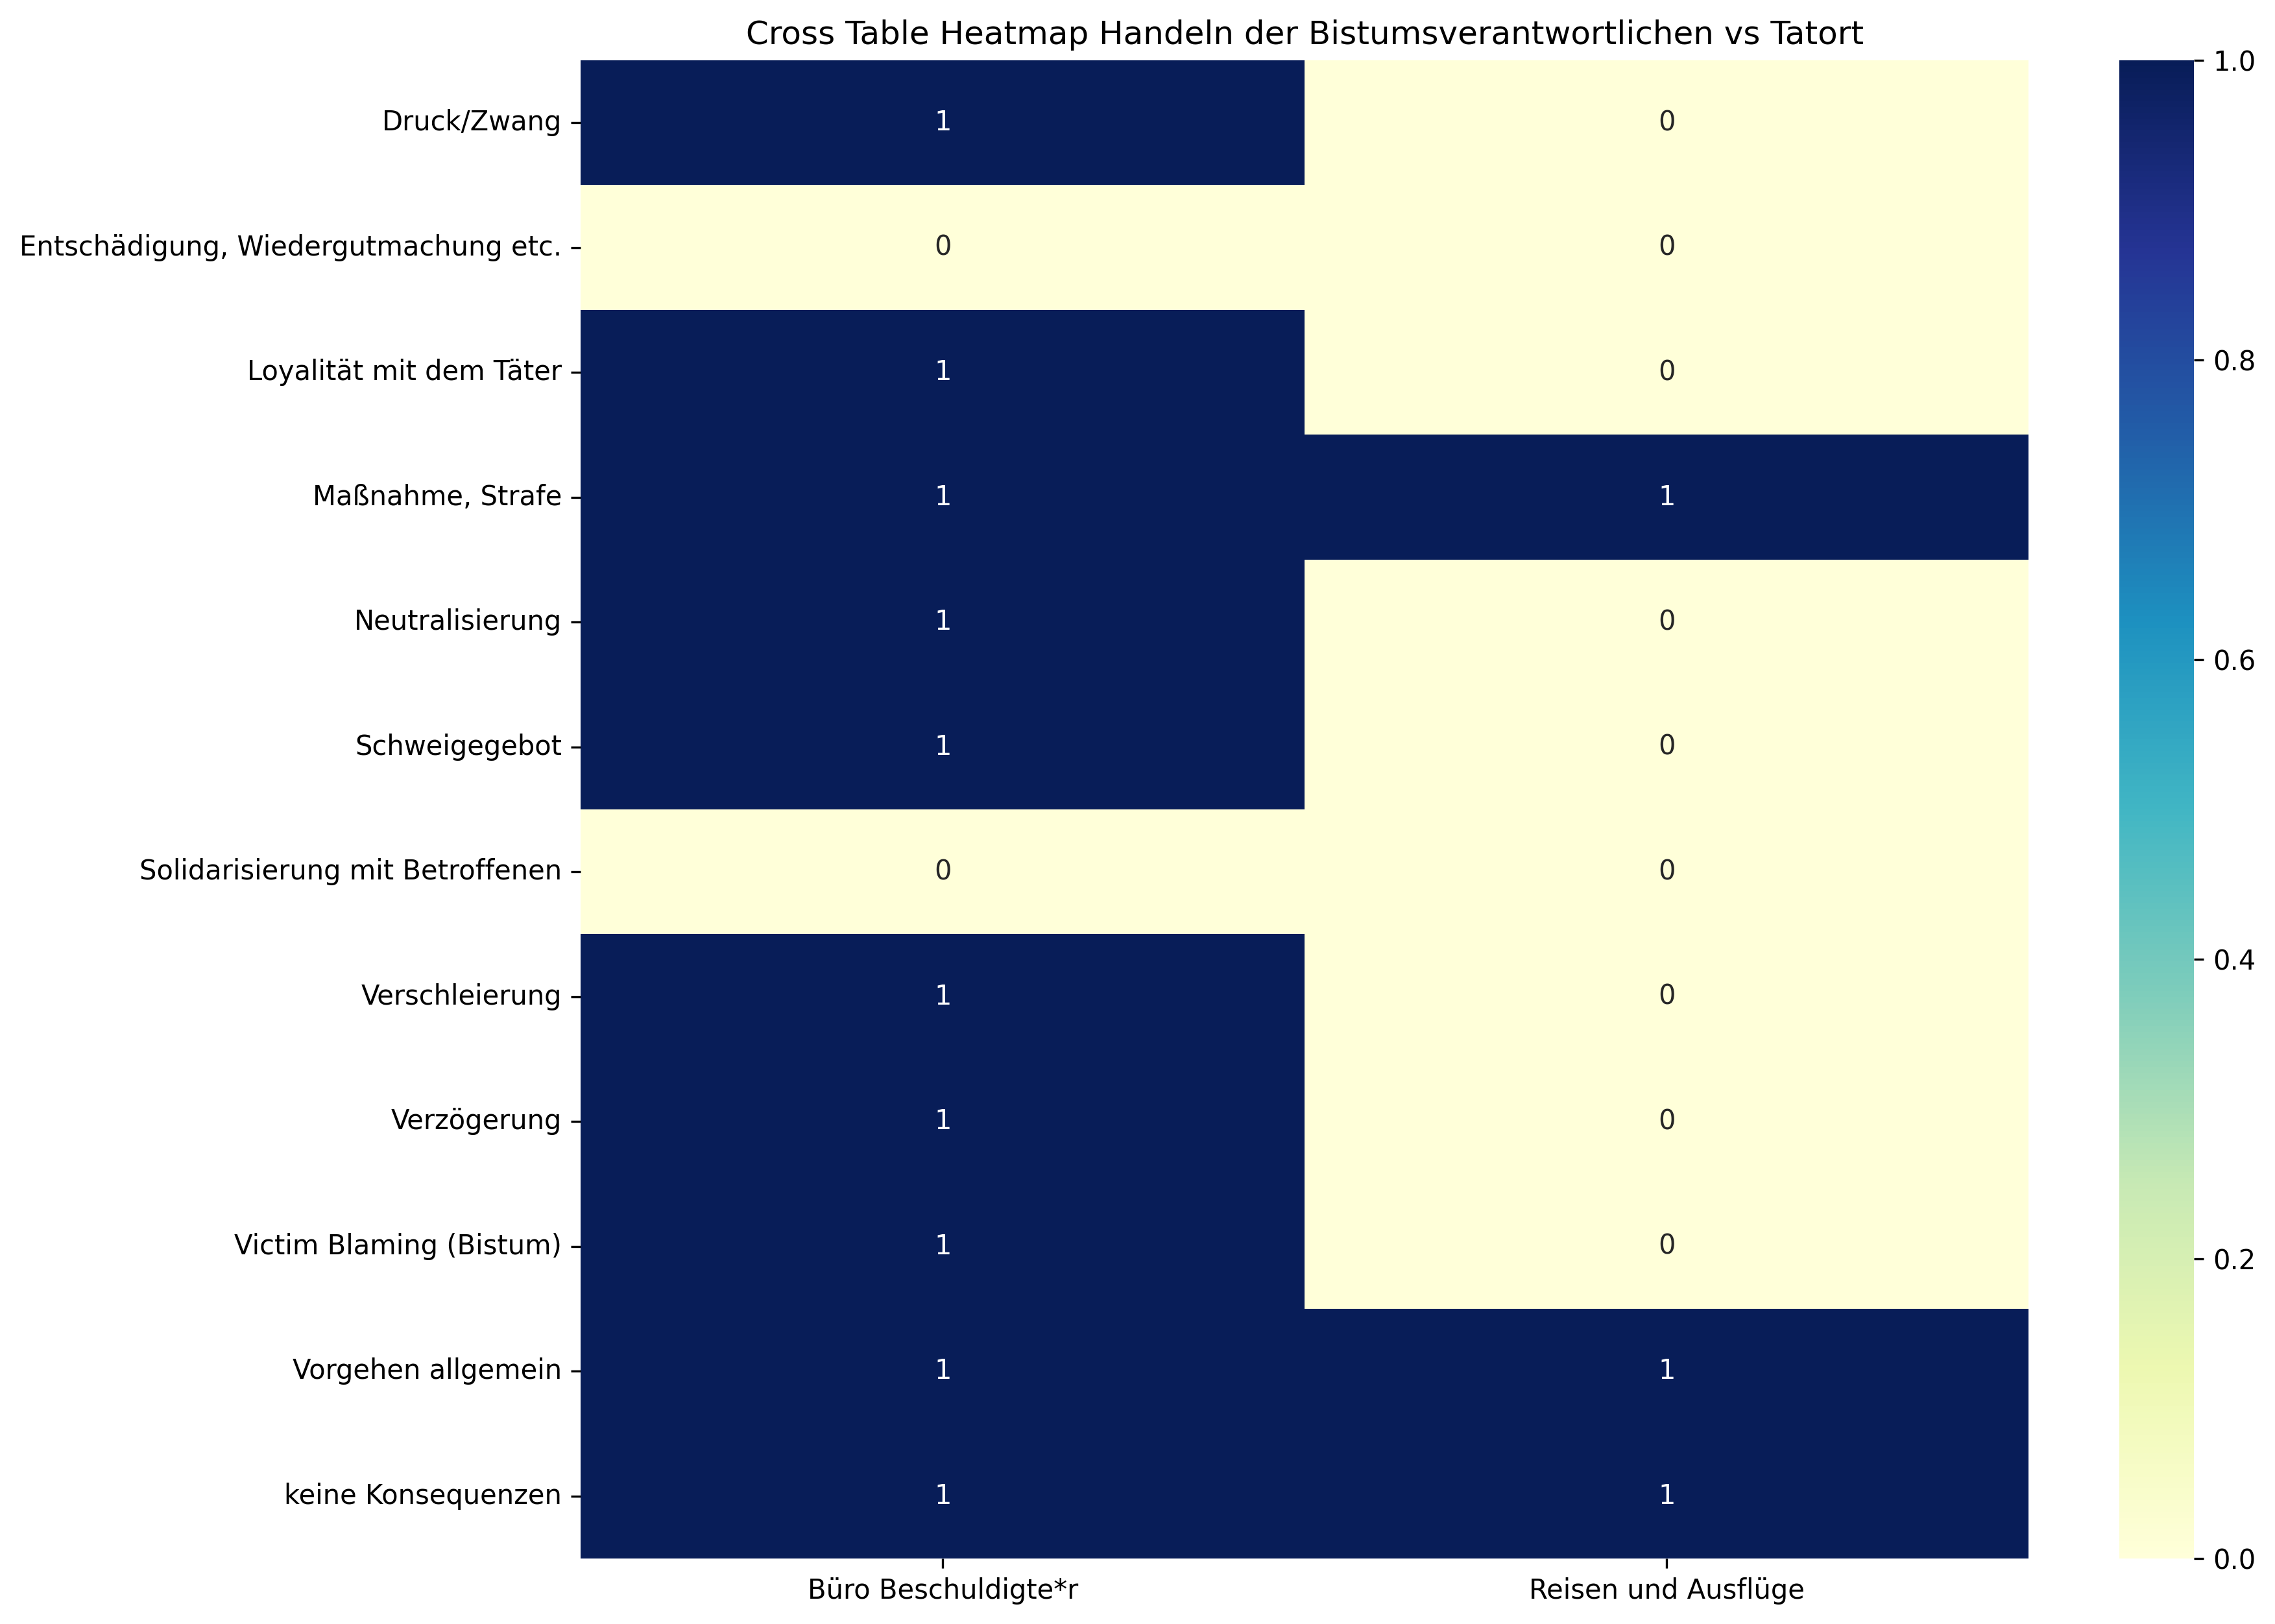 Cross Table Heatmap Handeln der Bistumsverantwortlichen vs Tatort
Druck/Zwang 1 0
Entschädigung, Wiedergutmachung etc. 0 0
Loyalität mit dem Täter 1 0
Maßnahme, Strafe 1 1
Neutralisierung 1 0
Schweigegebot 1 0
Solidarisierung mit Betroffenen 0 0
Verschleierung 1 0
Verzögerung 1 0
Victim Blaming (Bistum) 1 0
Vorgehen allgemein 1 1
keine Konsequenzen 1 1
Büro Beschuldigte*r Reisen und Ausflüge
1.0
0.8
0.6
0.4
0.2
0.0